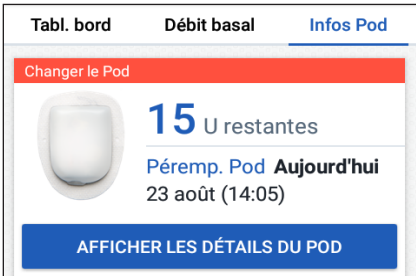 Tabl. bord Débit basal Infos Pod
Changer le Pod
15 U restantes
Péremp. Pod Aujourd'hui
23 août (14:05)
AFFICHER LES DÉTAILS DU POD